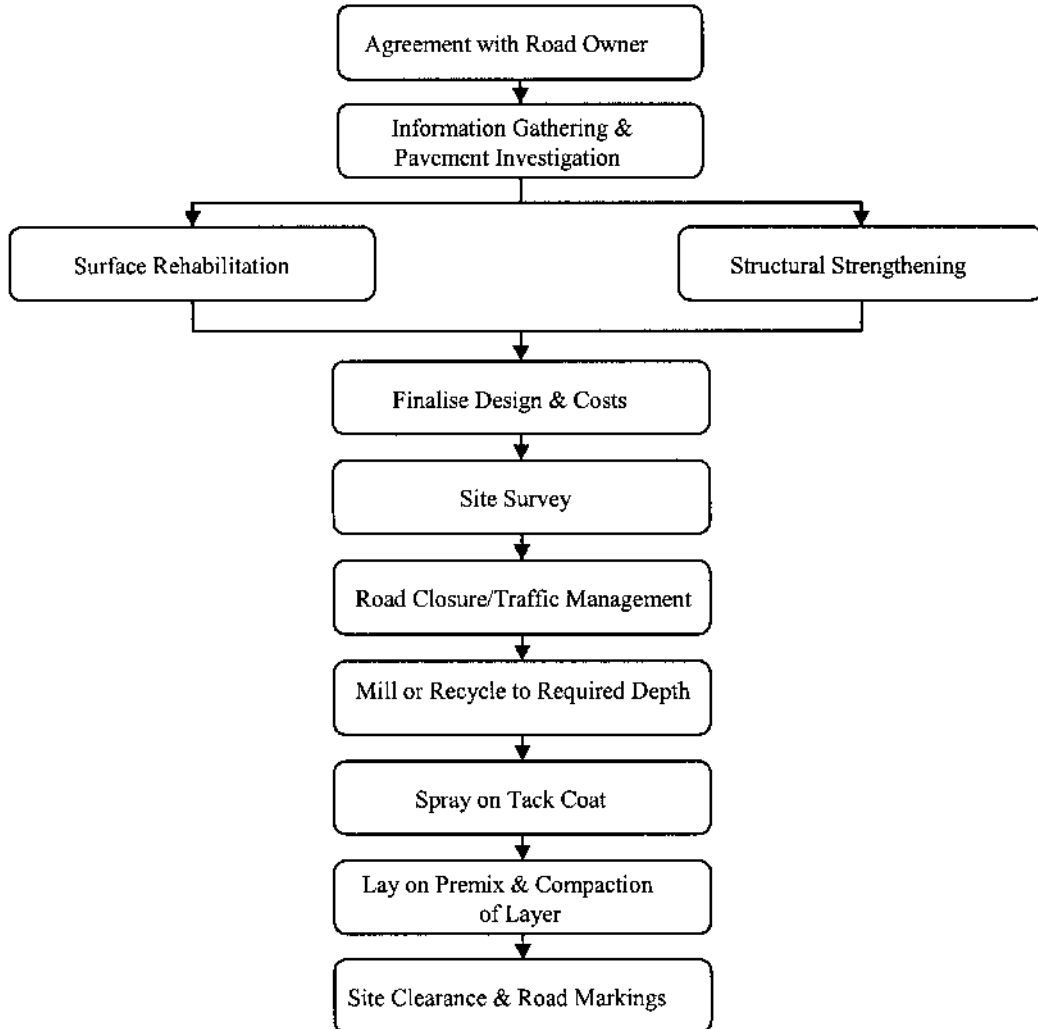 Agreement with Road Owner
Information Gathering &
Pavement Investigation
Surface Rehabilitation
Structural Strengthening
Finalise Design & Costs
Site Survey
Road Closure/Traffic Management
Mill or Recycle to Required Depth
Spray on Tack Coat
Lay on Premix & Compaction
of Layer
Site Clearance & Road Markings